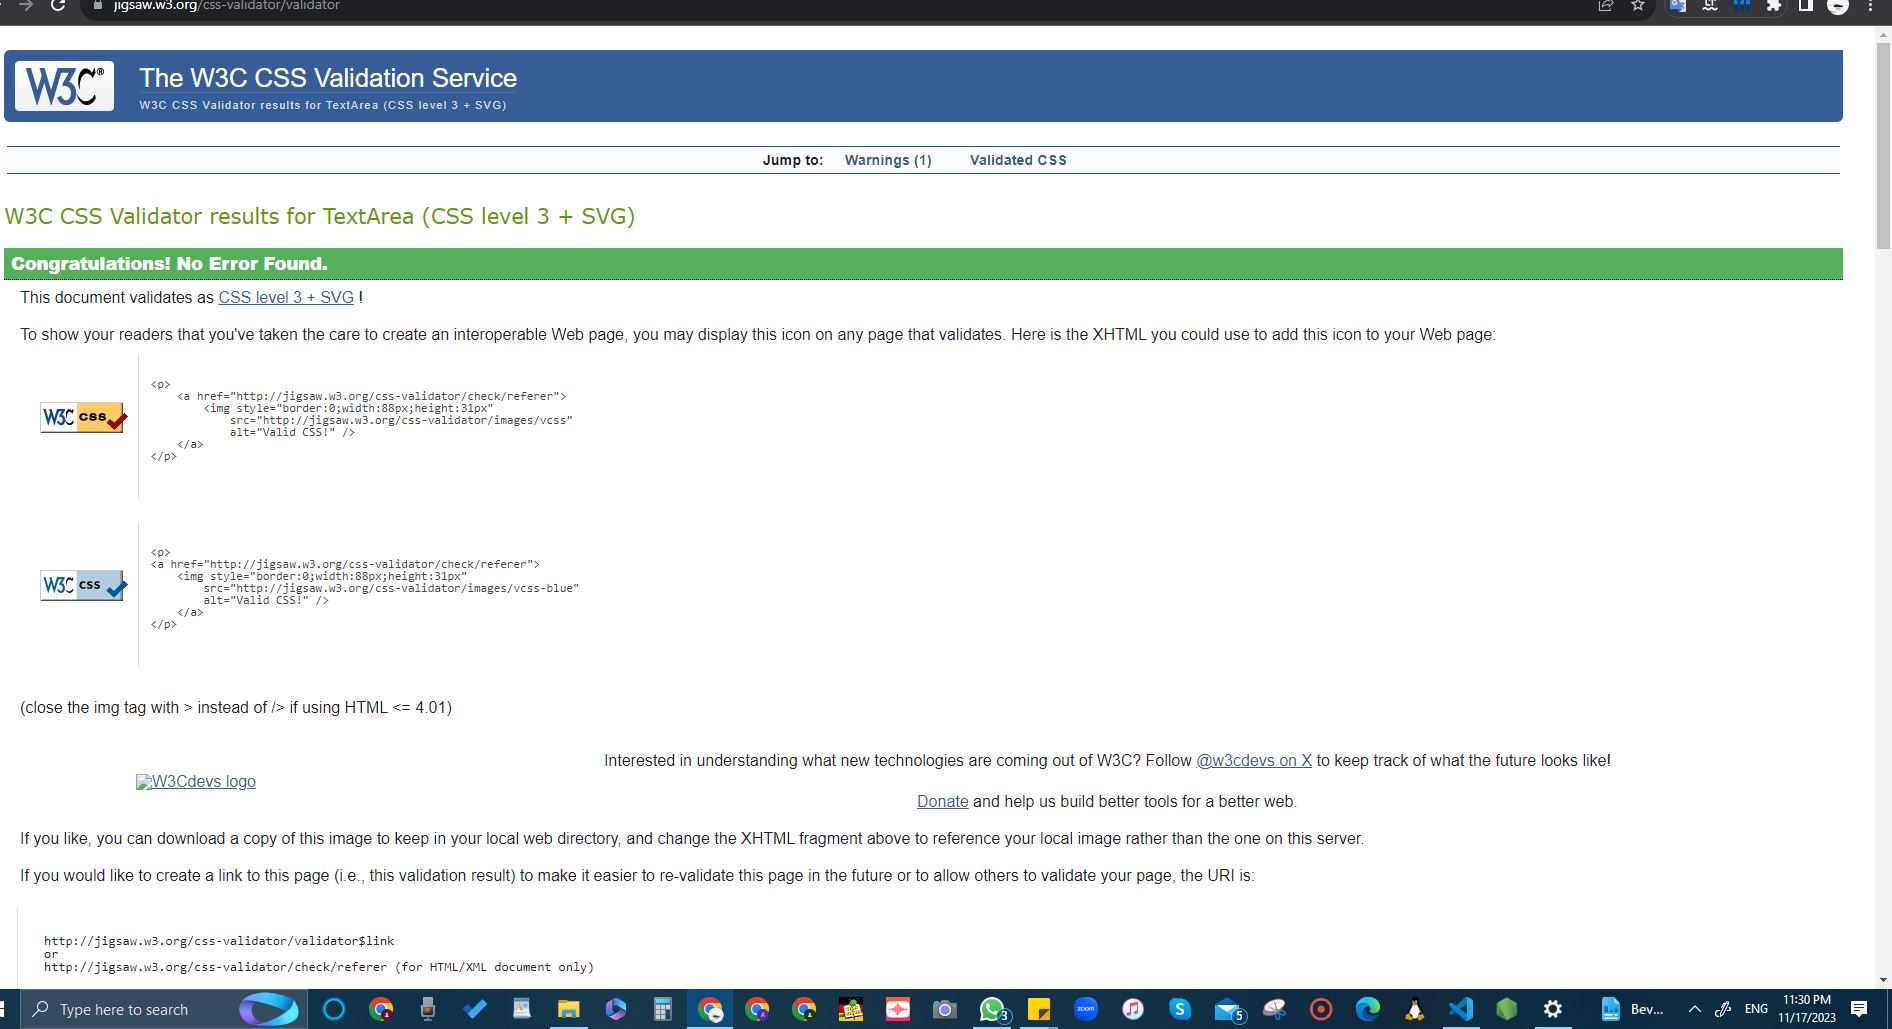 jigsaw.w3.org/css-validator/validator
W3C®
The W3C CSS Validation Service
W3C CSS Validator results for TextArea (CSS level 3 + SVG)
Jump to: Warnings (1) Validated CSS
W3C CSS Validator results for TextArea (CSS level 3 + SVG)
Congratulations! No Error Found.
This document validates as CSS level 3 + SVG !
To show your readers that you've taken the care to create an interoperable Web page, you may display this icon on any page that validates. Here is the XHTML you could use to add this icon to your Web page:
W3C css
<p>
<a href="http://jigsaw.w3.org/css-validator/check/referer">
<img style="border:0;width:88px;height:31px"
src="http://jigsaw.w3.org/css-validator/images/vcss"
alt="Valid CSS!" />
</a>
</p>
W3C css
<p>
<a href="http://jigsaw.w3.org/css-validator/check/referer">
<img style="border:0;width:88px;height:31px"
src="http://jigsaw.w3.org/css-validator/images/vcss-blue"
alt="Valid CSS!" />
</a>
</p>
(close the img tag with > instead of /> if using HTML <= 4.01)
Interested in understanding what new technologies are coming out of W3C? Follow @w3cdevs on X to keep track of what the future looks like!
W3Cdevs logo
Donate and help us build better tools for a better web.
If you like, you can download a copy of this image to keep in your local web directory, and change the XHTML fragment above to reference your local image rather than the one on this server.
If you would like to create a link to this page (i.e., this validation result) to make it easier to re-validate this page in the future or to allow others to validate your page, the URI is:
http://jigsaw.w3.org/css-validator/validator$link
or
http://jigsaw.w3.org/css-validator/check/referer (for HTML/XML document only)
Type here to search
3
zoom
S
5
Bev...
ENG
11:30 PM
11/17/2023